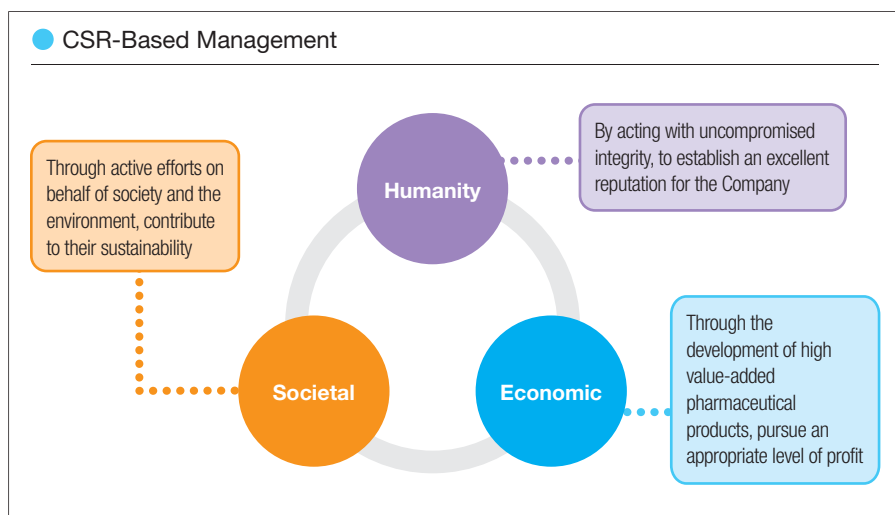 CSR-Based Management
Humanity
By acting with uncompromised
integrity, to establish an excellent
reputation for the Company
Through active efforts on
behalf of society and the
environment, contribute
to their sustainability
Societal
Economic
Through the
development of high
value-added
pharmaceutical
products, pursue an
appropriate level of profit